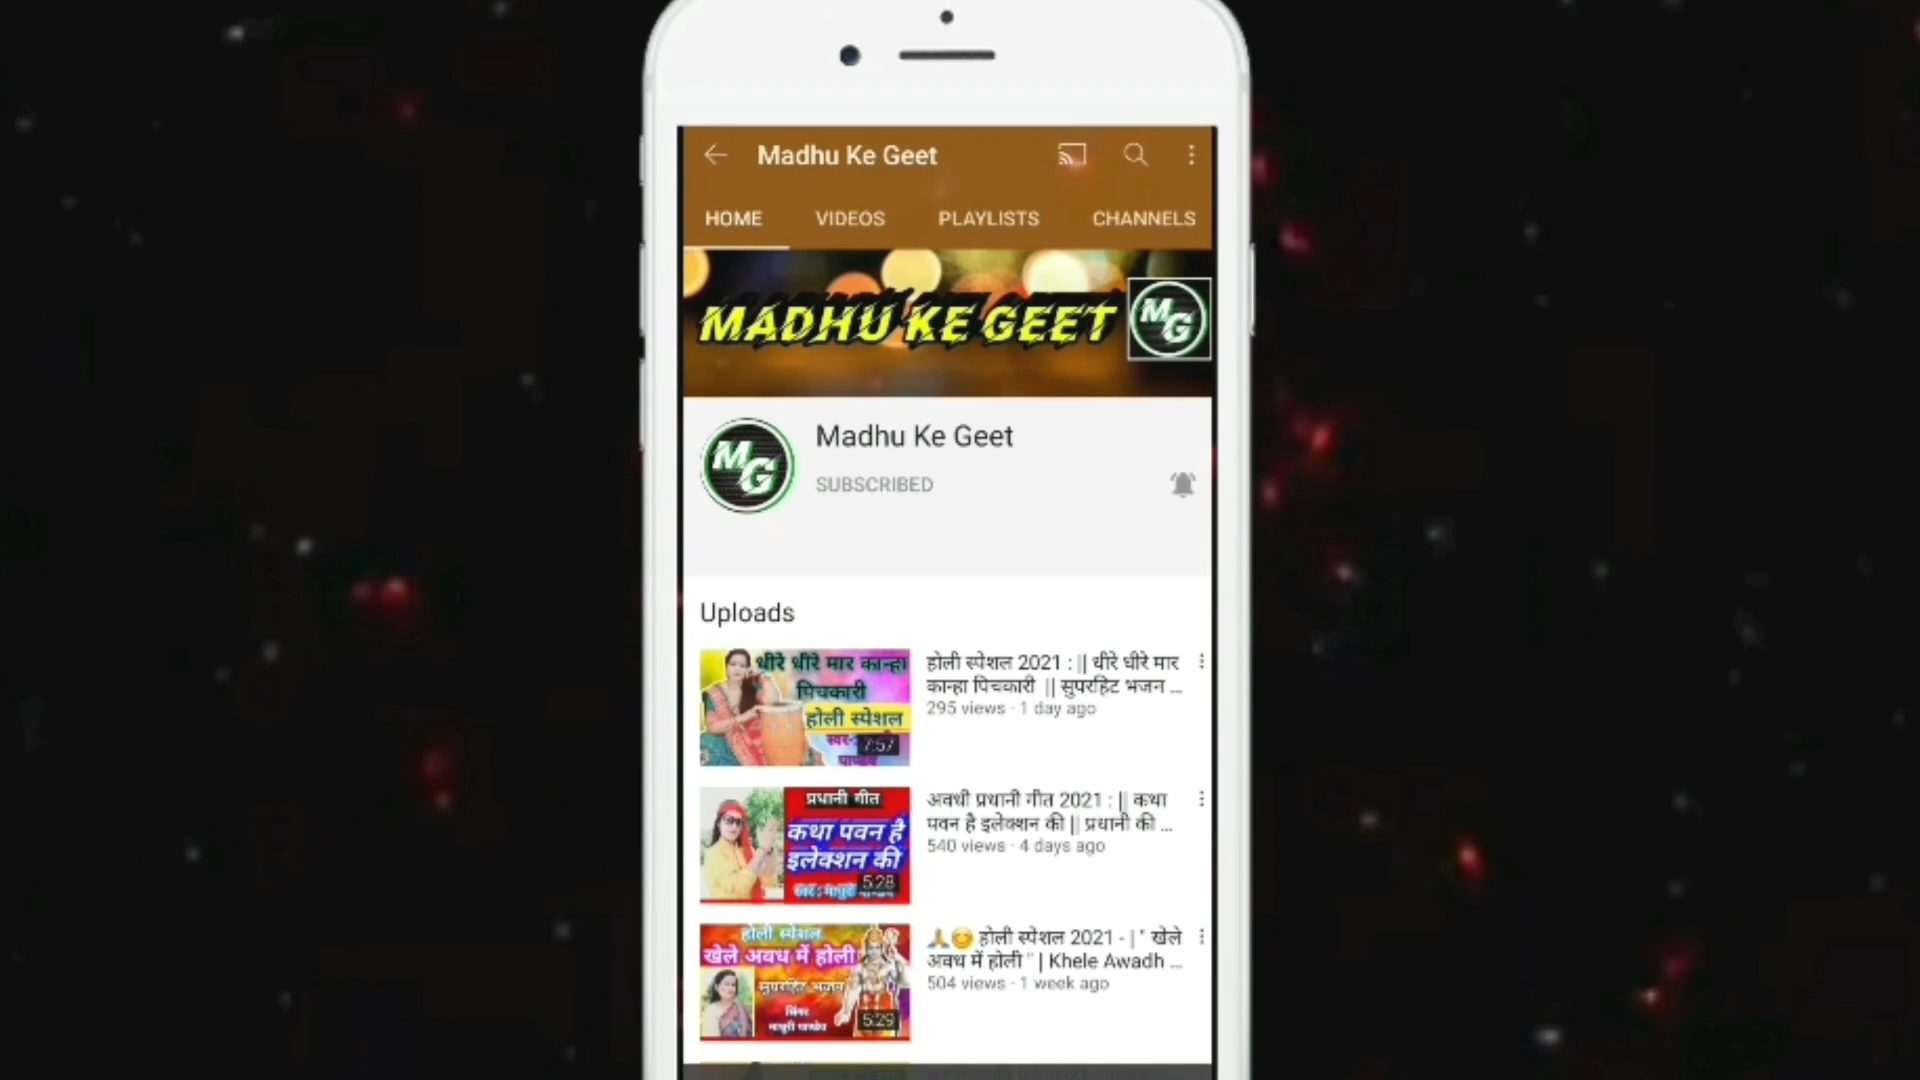 Madhu Ke Geet
HOME VIDEOS PLAYLISTS CHANNELS
MADHU KE GEET
MG
MG
Madhu Ke Geet
SUBSCRIBED
Uploads
धीरे धीरे मार कान्हा
पिचकारी
होली स्पेशल
स्वर-
7:57
पाण्डेय
होली स्पेशल 2021 : || धीरे धीरे मार
कान्हा पिचकारी || सुपरहिट भजन ...
295 views · 1 day ago
प्रधानी गीत
कथा पवन है
इलेक्शन की
स्वर : माधुरी
5:28
अवधी प्रधानी गीत 2021 : || कथा
पवन है इलेक्शन की || प्रधानी की ...
540 views · 4 days ago
होली स्पेशल
खेले अवध में होली
सुपरहिट भजन
सिंगर
माधुरी पाण्डेय
5:29
🙏😊 होली स्पेशल 2021 - | " खेले
अवध में होली " | Khele Awadh ...
504 views · 1 week ago